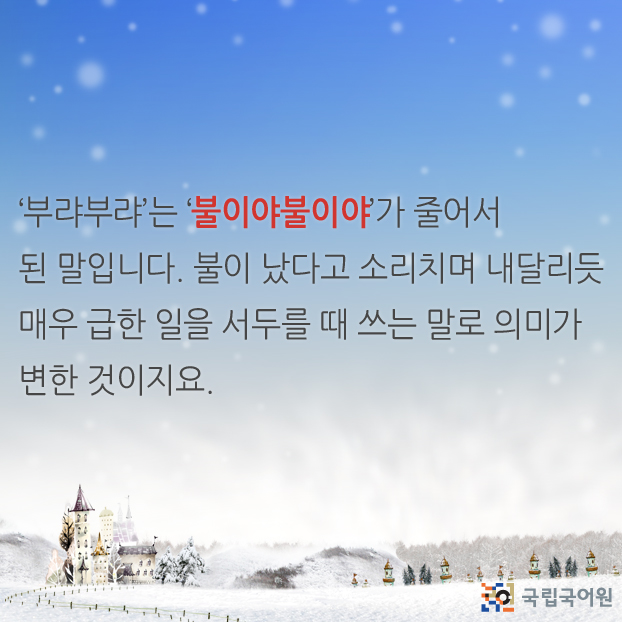 ‘부랴부랴’는 ‘불이야불이야’가 줄어서
된 말입니다. 불이 났다고 소리치며 내달리듯
매우 급한 일을 서두를 때 쓰는 말로 의미가
변한 것이지요.
국립국어원